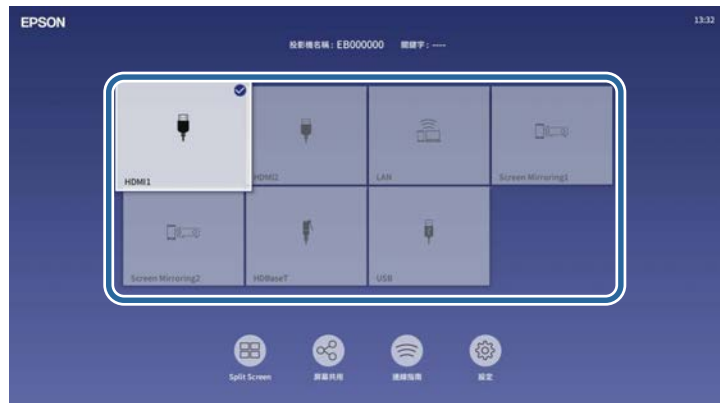 EPSON
13:32
投影機名稱：EB000000 關鍵字：----
HDMI1
HDMI2
LAN
Screen Mirroring1
Screen Mirroring2
HDBaseT
USB
Split Screen
屏幕共用
連線指南
設定